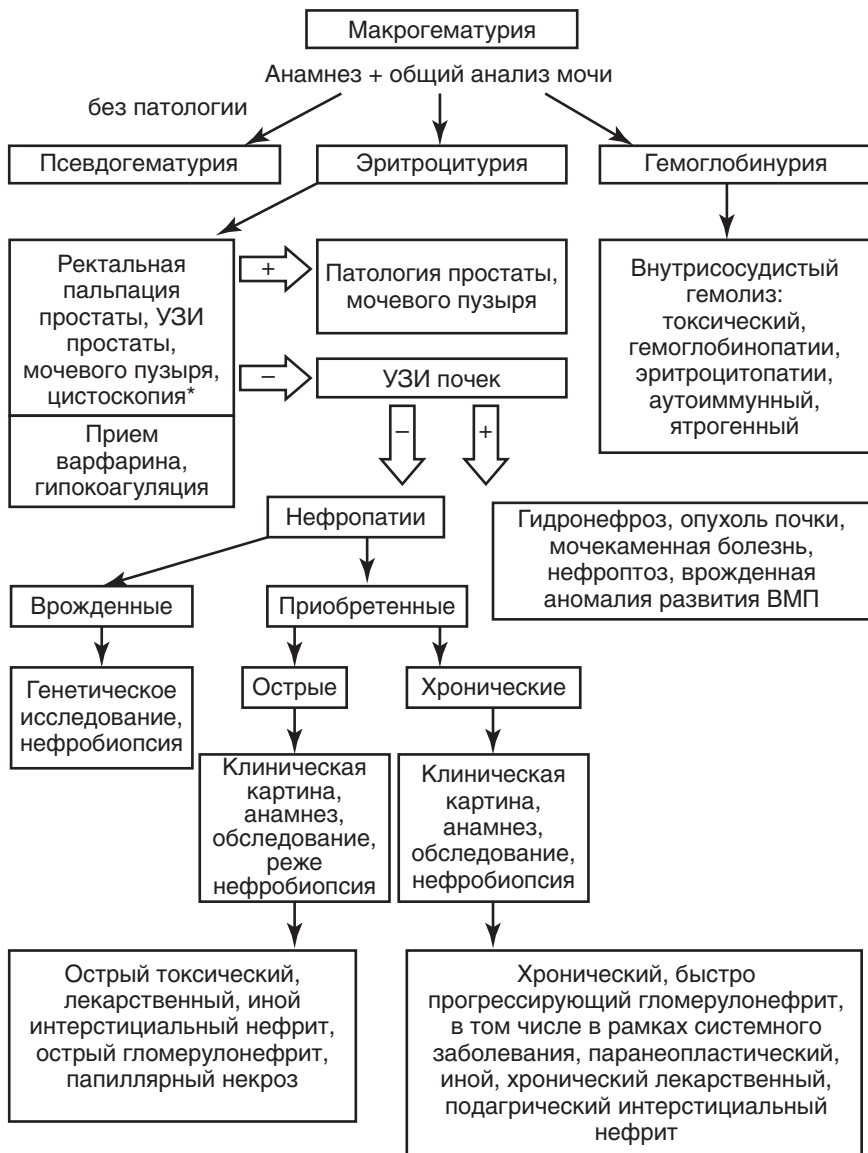 Макрогематурия
Анамнез + общий анализ мочи
без патологии
Псевдогематурия
Эритроцитурия
Гемоглобинурия
Ректальная
пальпация
простаты, УЗИ
простаты,
мочевого пузыря,
цистоскопия*
+
Патология простаты,
мочевого пузыря
Внутрисосудистый
гемолиз:
токсический,
гемоглобинопатии,
эритроцитопатии,
аутоиммунный,
ятрогенный
–
УЗИ почек
Прием
варфарина,
гипокоагуляция
–
+
Нефропатии
Гидронефроз, опухоль почки,
мочекаменная болезнь,
нефроптоз, врожденная
аномалия развития ВМП
Врожденные
Приобретенные
Генетическое
исследование,
нефробиопсия
Острые
Хронические
Клиническая
картина,
анамнез,
обследование,
реже
нефробиопсия
Клиническая
картина,
анамнез,
обследование,
нефробиопсия
Острый токсический,
лекарственный, иной
интерстициальный нефрит,
острый гломерулонефрит,
папиллярный некроз
Хронический, быстро
прогрессирующий гломерулонефрит,
в том числе в рамках системного
заболевания, паранеопластический,
иной, хронический лекарственный,
подагрический интерстициальный
нефрит